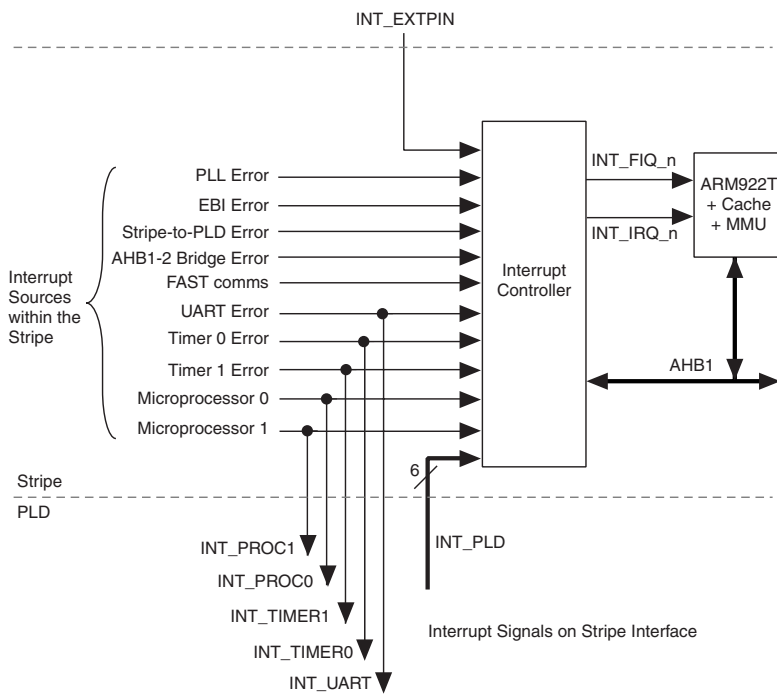 INT_EXTPIN
PLL Error
EBI Error
Stripe-to-PLD Error
AHB1-2 Bridge Error
FAST comms
UART Error
Timer 0 Error
Timer 1 Error
Microprocessor 0
Microprocessor 1
Interrupt
Sources
within the
Stripe
Interrupt
Controller
INT_FIQ_n
INT_IRQ_n
ARM922T
+ Cache
+ MMU
AHB1
6
Stripe
PLD
INT_PLD
INT_PROC1
INT_PROC0
INT_TIMER1
INT_TIMER0
INT_UART
Interrupt Signals on Stripe Interface